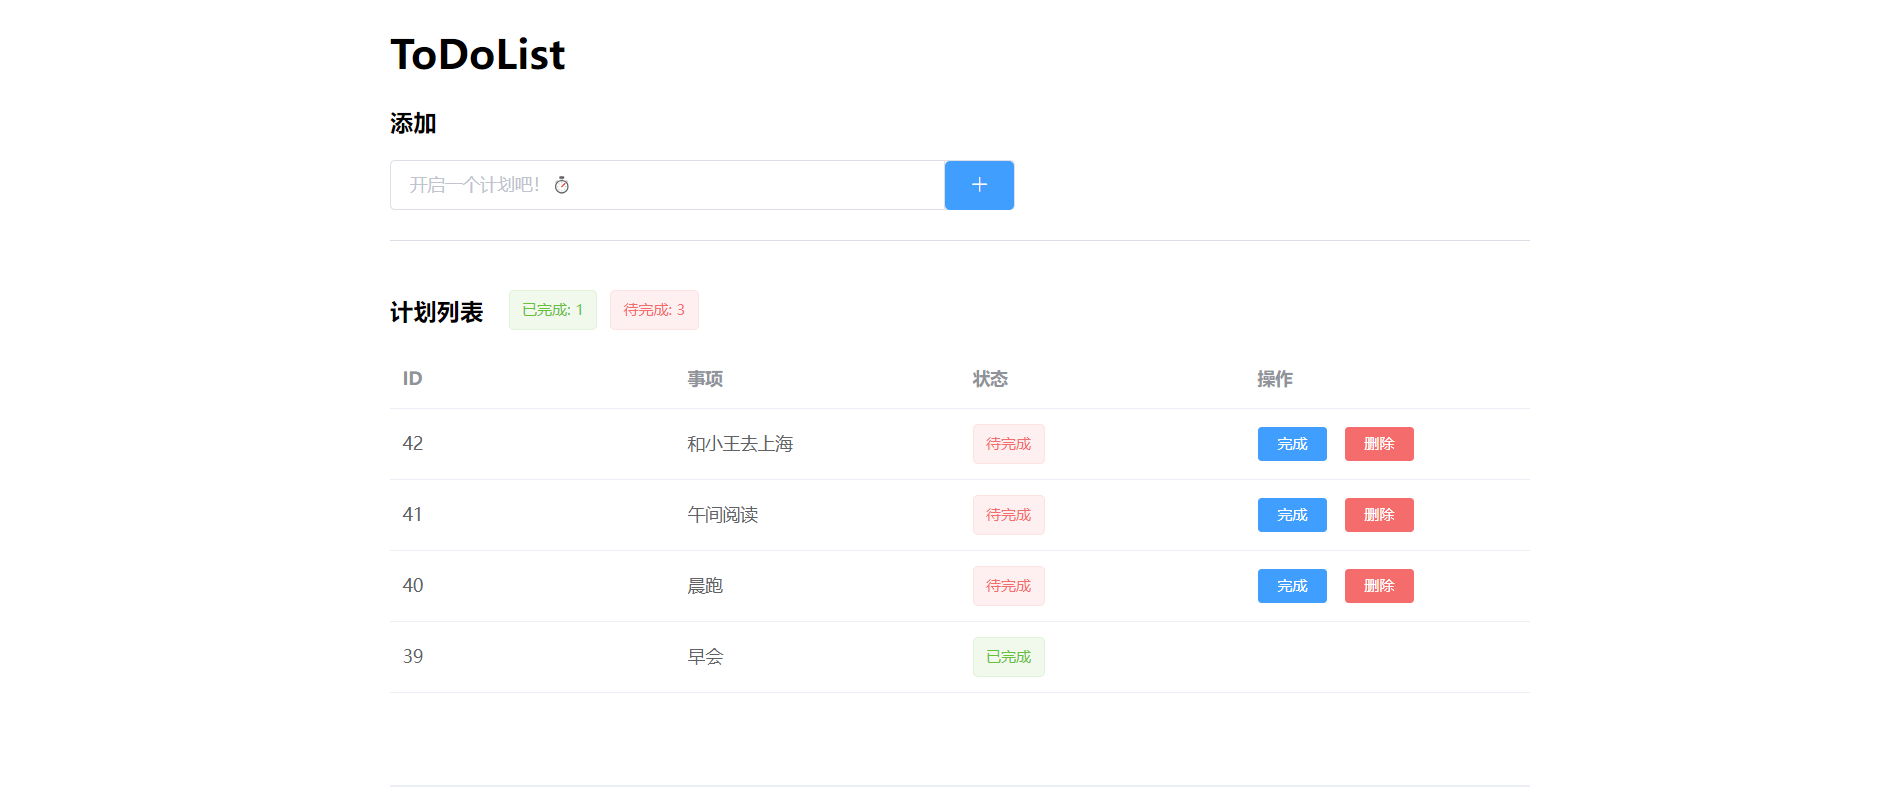 ToDoList
添加
开启一个计划吧！⏱
计划列表 已完成: 1 待完成: 3
ID 事项 状态 操作
42 和小王去上海 待完成 完成 删除
41 午间阅读 待完成 完成 删除
40 晨跑 待完成 完成 删除
39 早会 已完成